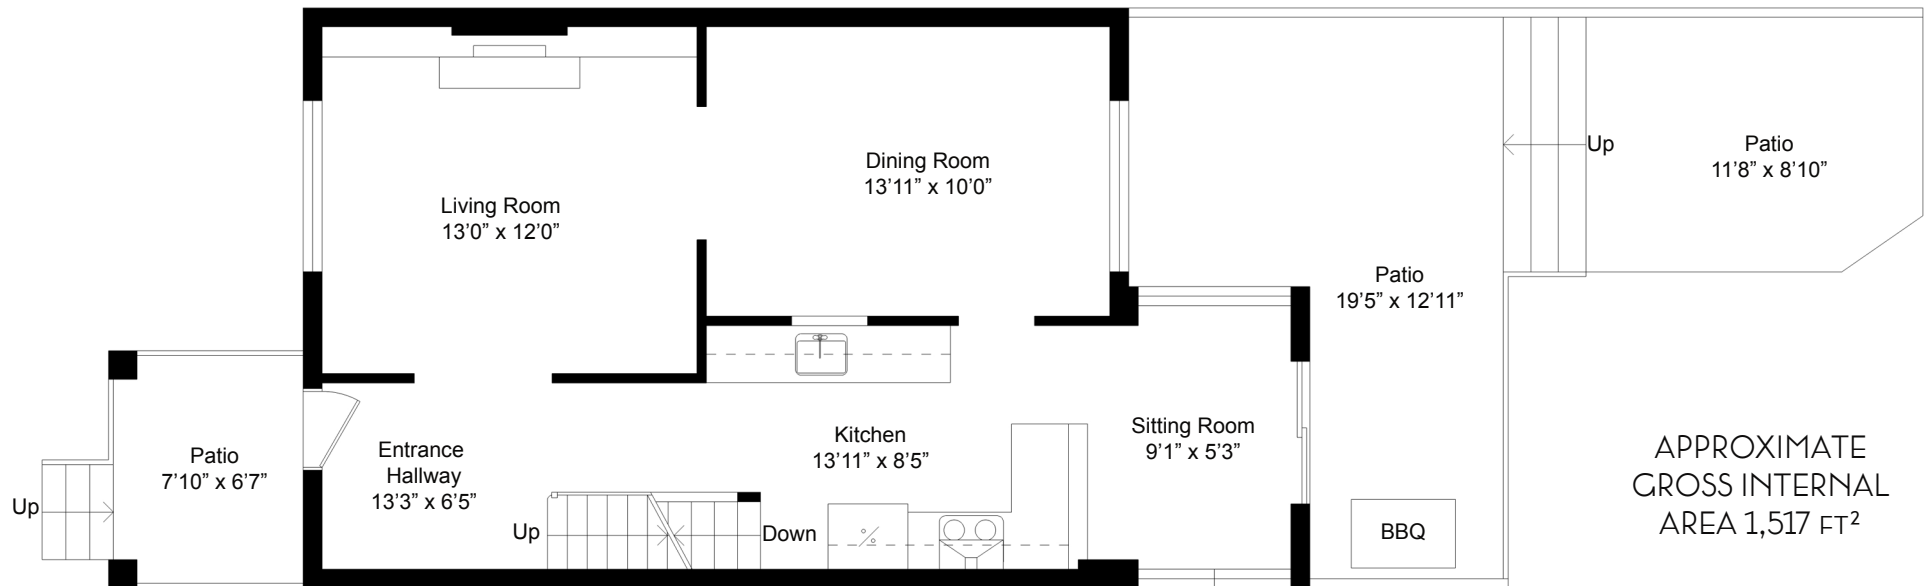 Dining Room
13’11” x 10’0”
Up
Patio
11’8” x 8’10”
Living Room
13’0” x 12’0”
Patio
19’5” x 12’11”
Patio
7’10” x 6’7”
Up
Entrance
Hallway
13’3” x 6’5”
Kitchen
13’11” x 8’5”
Sitting Room
9’1” x 5’3”
Up
Down
BBQ
APPROXIMATE
GROSS INTERNAL
AREA 1,517 FT²